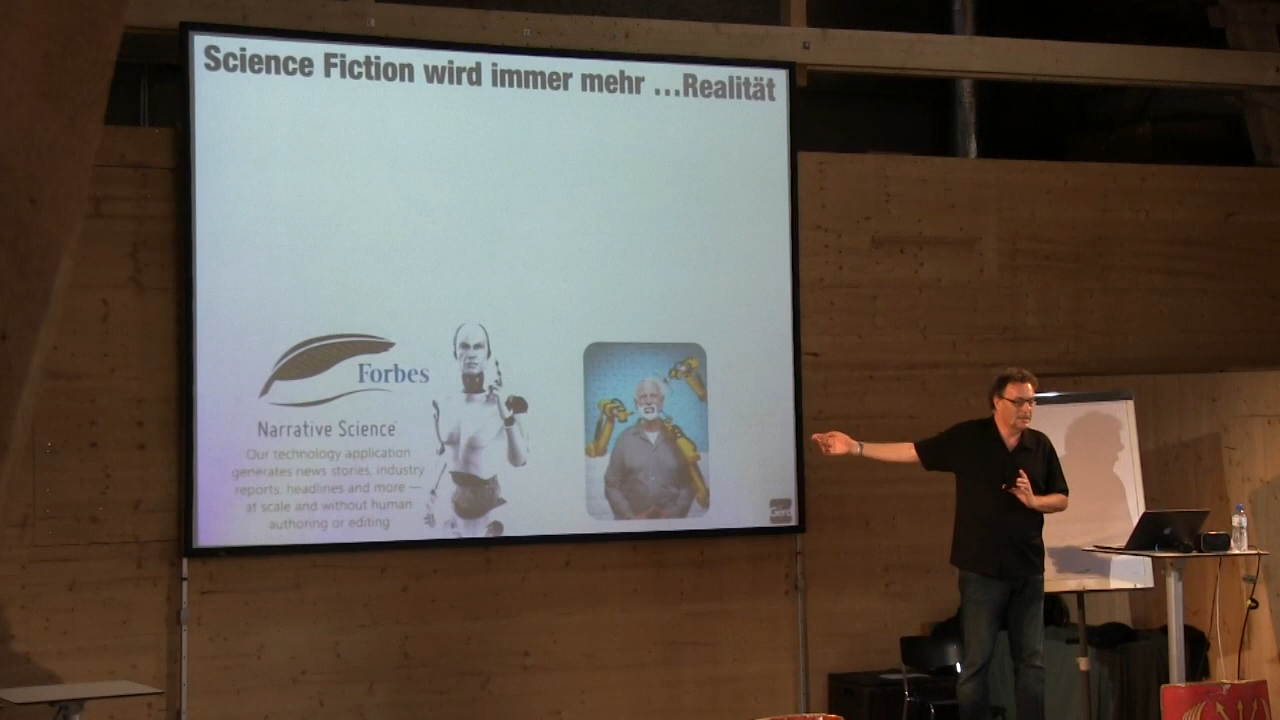 Science Fiction wird immer mehr ...Realität
Forbes
Narrative Science
Our technology application
generates news stories, industry
reports, headlines and more —
at scale and without human
authoring or editing
Gerd